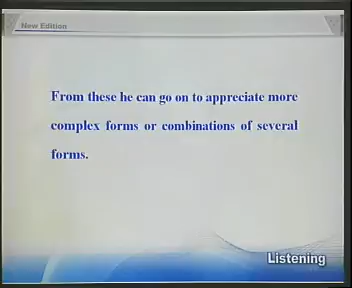 New Edition
From these he can go on to appreciate more
complex forms or combinations of several
forms.
Listening